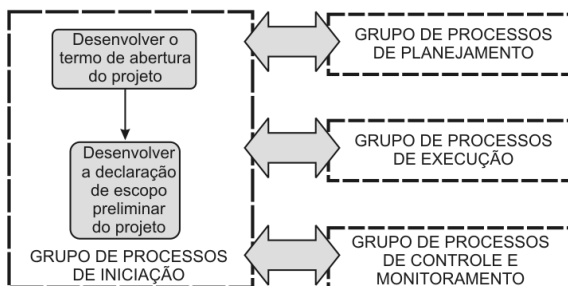 Desenvolver o
termo de abertura
do projeto
Desenvolver
a declaração
de escopo
preliminar
do projeto
GRUPO DE PROCESSOS
DE INICIAÇÃO
GRUPO DE PROCESSOS
DE PLANEJAMENTO
GRUPO DE PROCESSOS
DE EXECUÇÃO
GRUPO DE PROCESSOS
DE CONTROLE E
MONITORAMENTO